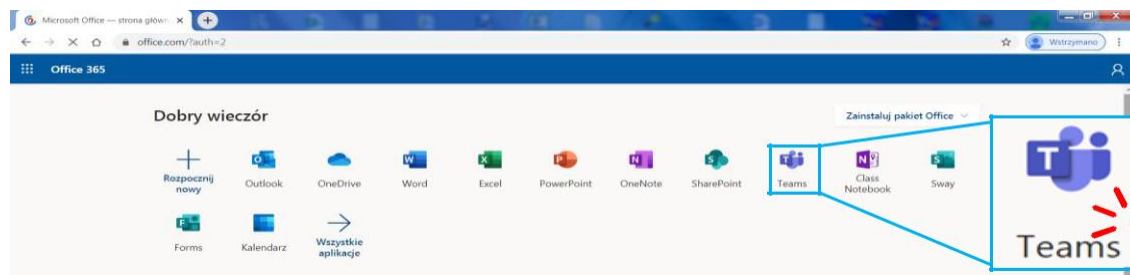 Microsoft Office — strona główn
office.com/?auth=2
Wstrzymano
Office 365
Dobry wieczór
Zainstaluj pakiet Office
Rozpocznij nowy
Outlook
OneDrive
Word
Excel
PowerPoint
OneNote
SharePoint
Teams
Class Notebook
Sway
Forms
Kalendarz
Wszystkie aplikacje
Teams